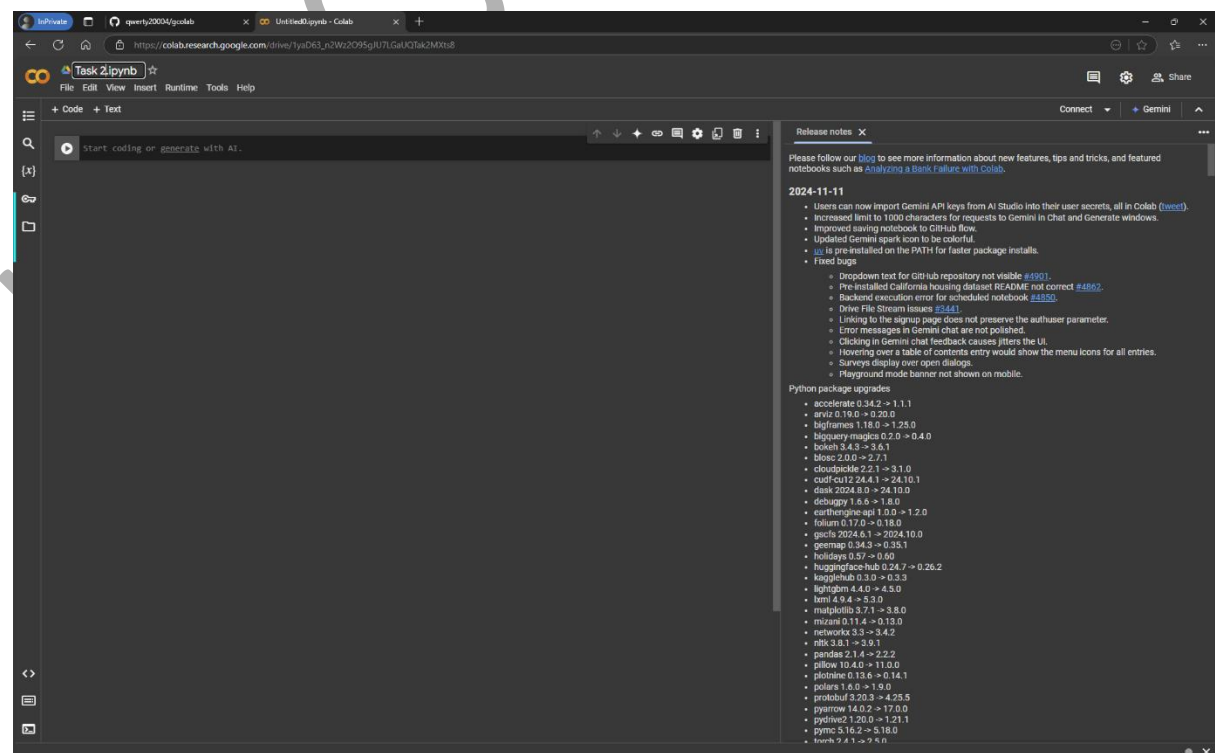 InPrivate
qwerty20004/gcolab
Untitled0.ipynb - Colab
https://colab.research.google.com/drive/1yaD63_n2Wz2O95gJU7LGaUQTak2MXts8
Task 2.ipynb
File Edit View Insert Runtime Tools Help
Share
+ Code + Text
Connect
Gemini
Start coding or generate with AI.
Release notes
Please follow our blog to see more information about new features, tips and tricks, and featured
notebooks such as Analyzing a Bank Failure with Colab.
2024-11-11
• Users can now import Gemini API keys from AI Studio into their user secrets, all in Colab (tweet).
• Increased limit to 1000 characters for requests to Gemini in Chat and Generate windows.
• Improved saving notebook to GitHub flow.
• Updated Gemini spark icon to be colorful.
• uv is pre-installed on the PATH for faster package installs.
• Fixed bugs
◦ Dropdown text for GitHub repository not visible #4901.
◦ Pre-installed California housing dataset README not correct #4862.
◦ Backend execution error for scheduled notebook #4850.
◦ Drive File Stream issues #3441.
◦ Linking to the signup page does not preserve the authuser parameter.
◦ Error messages in Gemini chat are not polished.
◦ Clicking in Gemini chat feedback causes jitters the UI.
◦ Hovering over a table of contents entry would show the menu icons for all entries.
◦ Surveys display over open dialogs.
◦ Playground mode banner not shown on mobile.
Python package upgrades
• accelerate 0.34.2 -> 1.1.1
• arviz 0.19.0 -> 0.20.0
• bigframes 1.18.0 -> 1.25.0
• bigquery-magics 0.2.0 -> 0.4.0
• bokeh 3.4.3 -> 3.6.1
• blosc 2.0.0 -> 2.7.1
• cloudpickle 2.2.1 -> 3.1.0
• cudf-cu12 24.4.1 -> 24.10.1
• dask 2024.8.0 -> 24.10.0
• debugpy 1.6.6 -> 1.8.0
• earthengine-api 1.0.0 -> 1.2.0
• folium 0.17.0 -> 0.18.0
• gscfs 2024.6.1 -> 2024.10.0
• geemap 0.34.3 -> 0.35.1
• holidays 0.57 -> 0.60
• huggingface-hub 0.24.7 -> 0.26.2
• kagglehub 0.3.0 -> 0.3.3
• lightgbm 4.4.0 -> 4.5.0
• lxml 4.9.4 -> 5.3.0
• matplotlib 3.7.1 -> 3.8.0
• mizani 0.11.4 -> 0.13.0
• networkx 3.3 -> 3.4.2
• nltk 3.8.1 -> 3.9.1
• pandas 2.1.4 -> 2.2.2
• pillow 10.4.0 -> 11.0.0
• plotnine 0.13.6 -> 0.14.1
• polars 1.6.0 -> 1.9.0
• protobuf 3.20.3 -> 4.25.5
• pyarrow 14.0.2 -> 17.0.0
• pydrive2 1.20.0 -> 1.21.1
• pymc 5.16.2 -> 5.18.0
• torch 2.4.1 -> 2.5.0